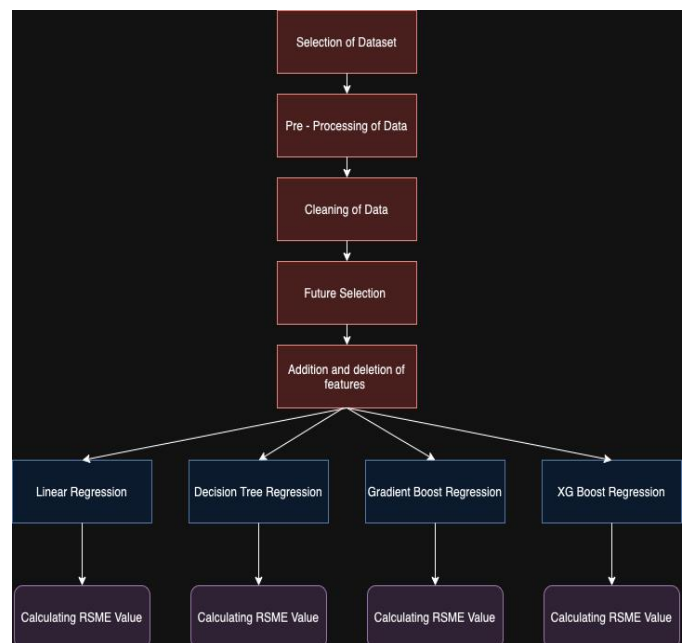 Selection of Dataset
Pre - Processing of Data
Cleaning of Data
Future Selection
Addition and deletion of
features
Linear Regression
Decision Tree Regression
Gradient Boost Regression
XG Boost Regression
Calculating RSME Value
Calculating RSME Value
Calculating RSME Value
Calculating RSME Value